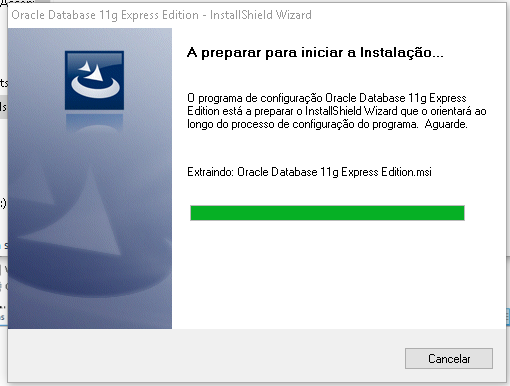 Oracle Database 11g Express Edition - InstallShield Wizard
A preparar para iniciar a Instalação...
O programa de configuração Oracle Database 11g Express
Edition está a preparar o InstallShield Wizard que o orientará ao
longo do processo de configuração do programa. Aguarde.
Extraindo: Oracle Database 11g Express Edition.msi
Cancelar